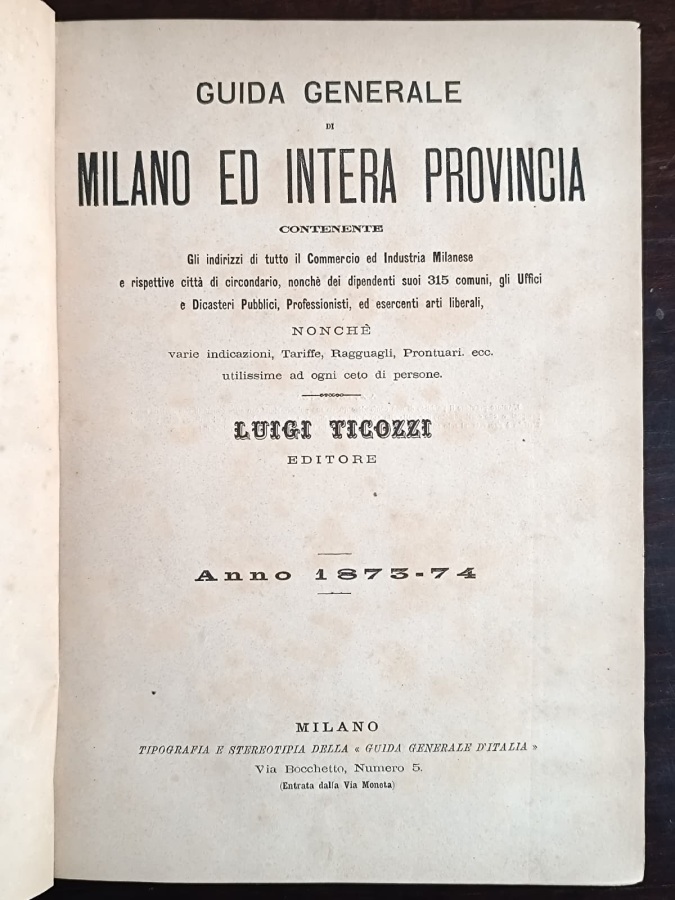 GUIDA GENERALE
DI
MILANO ED INTERA PROVINCIA
CONTENENTE
Gli indirizzi di tutto il Commercio ed Industria Milanese
e rispettive città di circondario, nonchè dei dipendenti suoi 315 comuni, gli Uffici
e Dicasteri Pubblici, Professionisti, ed esercenti arti liberali,
NONCHÈ
varie indicazioni, Tariffe, Ragguagli, Prontuari. ecc.
utilissime ad ogni ceto di persone.
LUIGI TICOZZI
EDITORE
Anno 1873-74
MILANO
TIPOGRAFIA E STEREOTIPIA DELLA « GUIDA GENERALE D'ITALIA »
Via Bocchetto, Numero 5.
(Entrata dalla Via Moneta)